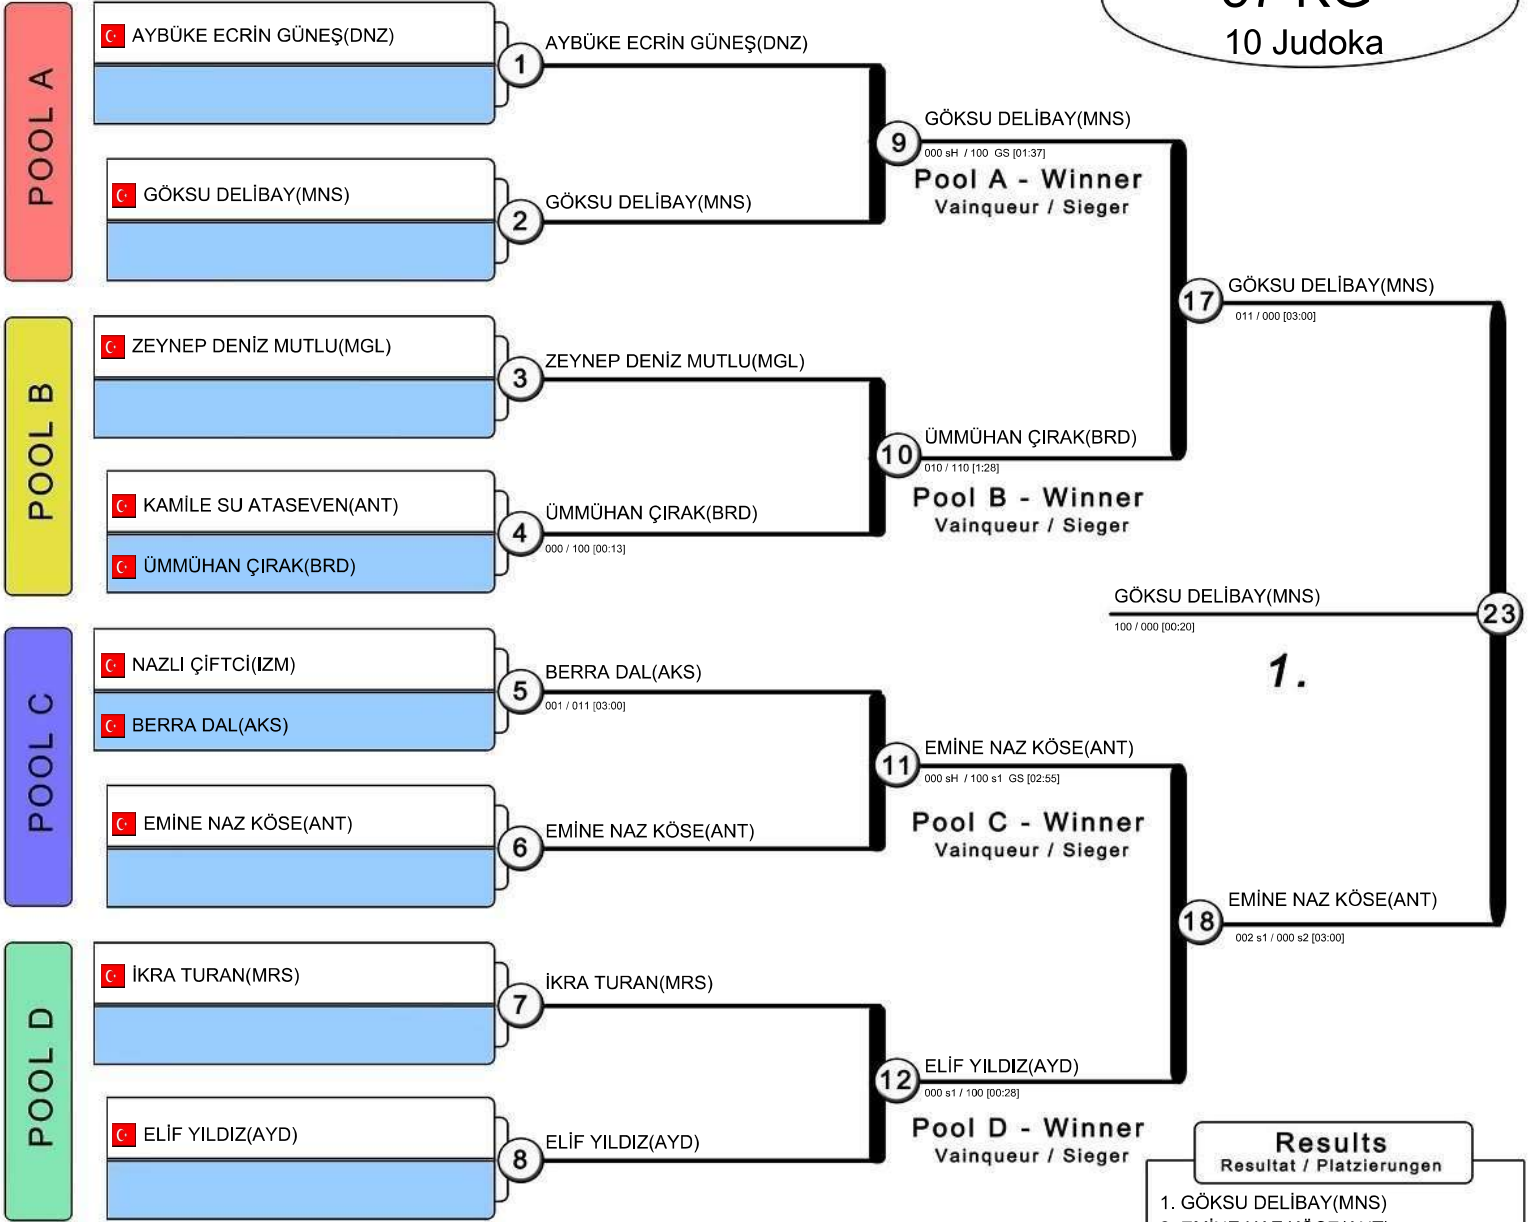 10 Judoka
POOL A
AYBÜKE ECRİN GÜNEŞ(DNZ)
1
AYBÜKE ECRİN GÜNEŞ(DNZ)
GÖKSU DELİBAY(MNS)
2
GÖKSU DELİBAY(MNS)
9
GÖKSU DELİBAY(MNS)
000 sH / 100 GS [01:37]
Pool A - Winner
Vainqueur / Sieger
POOL B
ZEYNEP DENİZ MUTLU(MGL)
3
ZEYNEP DENİZ MUTLU(MGL)
KAMİLE SU ATASEVEN(ANT)
ÜMMÜHAN ÇIRAK(BRD)
4
ÜMMÜHAN ÇIRAK(BRD)
000 / 100 [00:13]
10
ÜMMÜHAN ÇIRAK(BRD)
010 / 110 [1:28]
Pool B - Winner
Vainqueur / Sieger
17
GÖKSU DELİBAY(MNS)
011 / 000 [03:00]
POOL C
NAZLI ÇİFTCİ(IZM)
BERRA DAL(AKS)
5
BERRA DAL(AKS)
001 / 011 [03:00]
EMİNE NAZ KÖSE(ANT)
6
EMİNE NAZ KÖSE(ANT)
11
EMİNE NAZ KÖSE(ANT)
000 sH / 100 s1 GS [02:55]
Pool C - Winner
Vainqueur / Sieger
POOL D
İKRA TURAN(MRS)
7
İKRA TURAN(MRS)
ELİF YILDIZ(AYD)
8
ELİF YILDIZ(AYD)
12
ELİF YILDIZ(AYD)
000 s1 / 100 [00:28]
Pool D - Winner
Vainqueur / Sieger
18
EMİNE NAZ KÖSE(ANT)
002 s1 / 000 s2 [03:00]
23
GÖKSU DELİBAY(MNS)
100 / 000 [00:20]
1.
Results
Resultat / Platzierungen
1. GÖKSU DELİBAY(MNS)